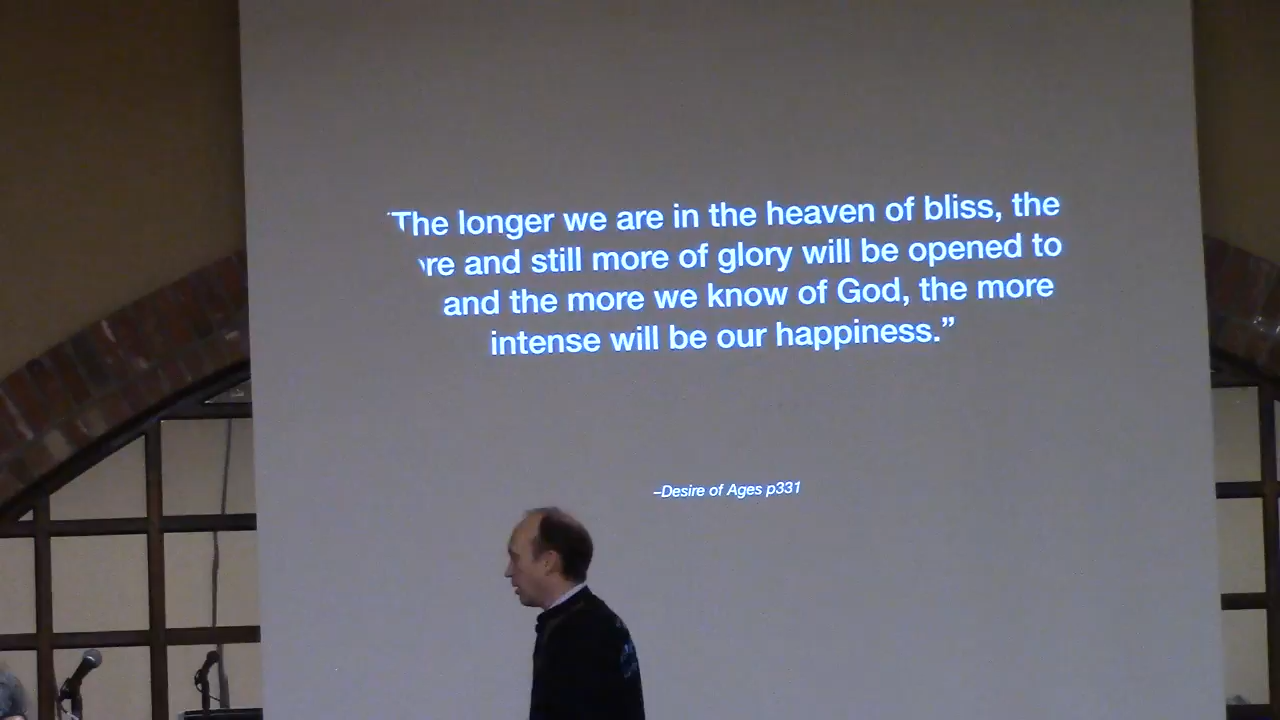 "The longer we are in the heaven of bliss, the
and still more of glory will be opened to
and the more we know of God, the more
intense will be our happiness.”
–Desire of Ages p331